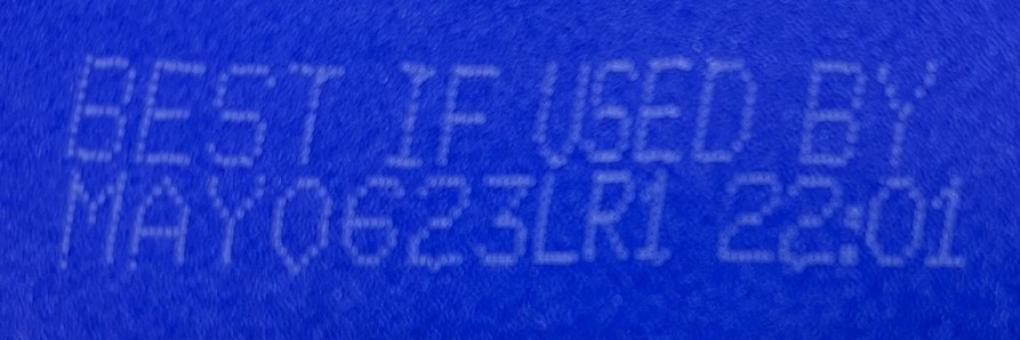 BEST IF USED BY
MAY0623LR1 22:01